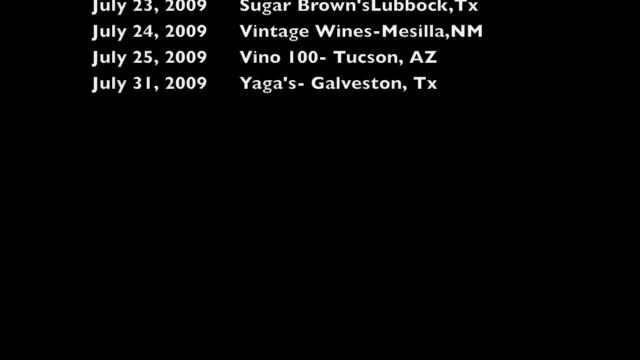 July 23, 2009 Sugar Brown'sLubbock,Tx
July 24, 2009 Vintage Wines-Mesilla,NM
July 25, 2009 Vino 100- Tucson, AZ
July 31, 2009 Yaga's- Galveston, Tx